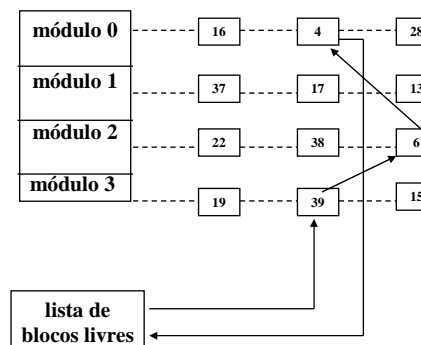 módulo 0
16 4 28
módulo 1
37 17 13
módulo 2
22 38 6
módulo 3
19 39 15
lista de
blocos livres